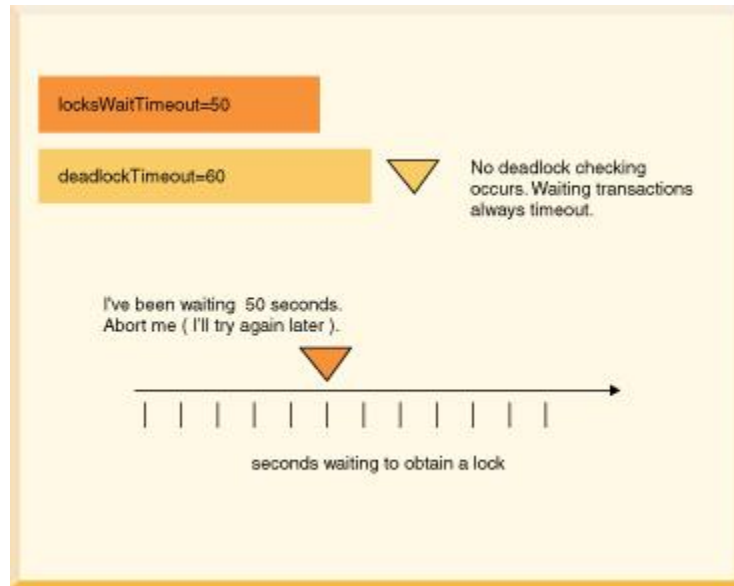 locksWaitTimeout=50
deadlockTimeout=60
No deadlock checking
occurs. Waiting transactions
always timeout.
I've been waiting  50 seconds.
Abort me ( I'll try again later ).
seconds waiting to obtain a lock